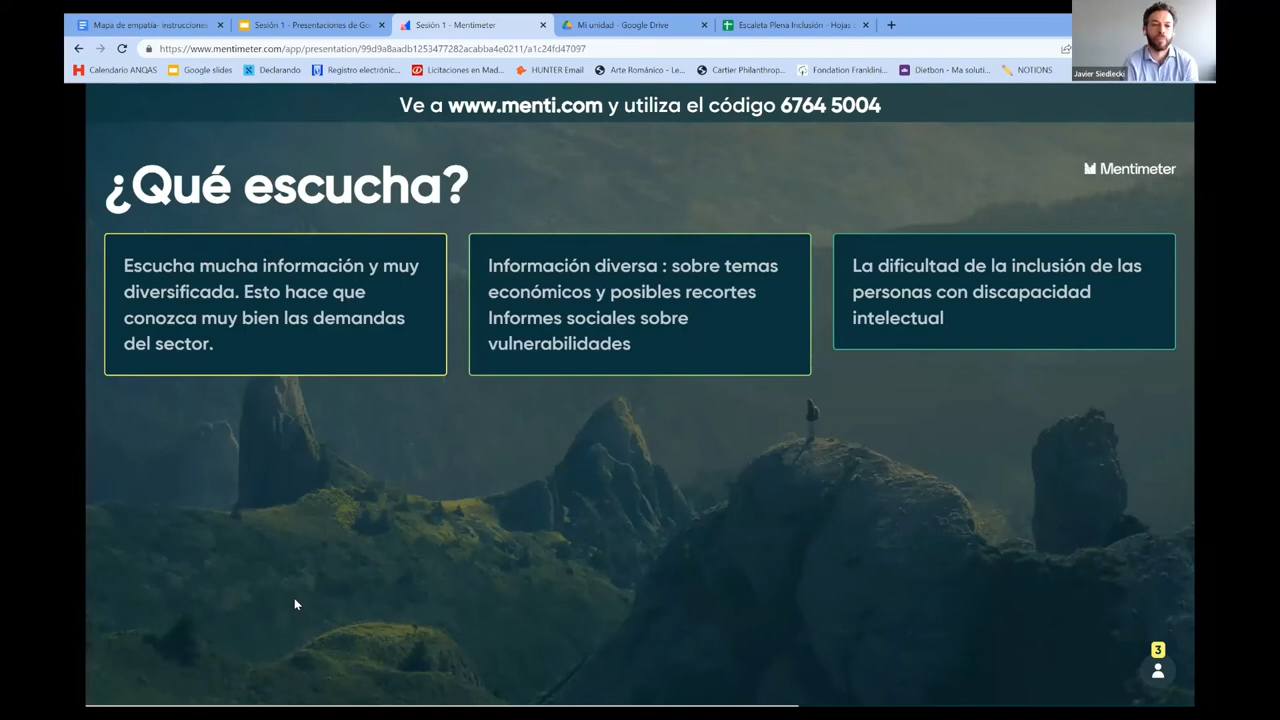 Mapa de empatía- instrucciones
Sesión 1 - Presentaciones de Go
Sesión 1 - Mentimeter
Mi unidad - Google Drive
Escaleta Plena Inclusión - Hojas
https://www.mentimeter.com/app/presentation/99d9a8aadb1253477282acabba4e0211/a1c24fd47097
Calendario ANQAS
Google slides
Declarando
Registro electrónic...
Licitaciones en Mad...
HUNTER Email
Arte Románico - Le...
Cartier Philanthrop...
Fondation Franklini...
Dietbon - Ma soluti...
NOTIONS
Javier Siedlecki
Ve a www.menti.com y utiliza el código 6764 5004
Mentimeter
¿Qué escucha?
Escucha mucha información y muy
diversificada. Esto hace que
conozca muy bien las demandas
del sector.
Información diversa : sobre temas
económicos y posibles recortes
Informes sociales sobre
vulnerabilidades
La dificultad de la inclusión de las
personas con discapacidad
intelectual
3